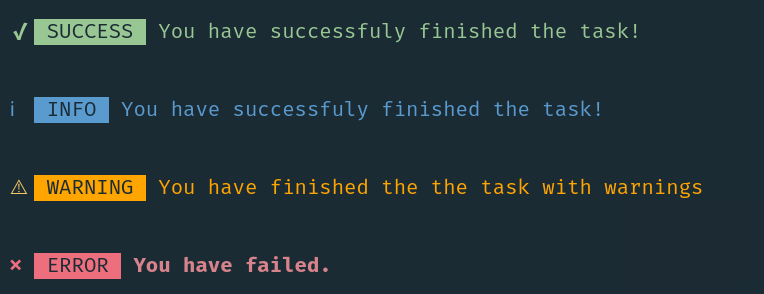 ✔ SUCCESS You have successfuly finished the task!
ℹ INFO You have successfuly finished the task!
⚠ WARNING You have finished the the task with warnings
✖ ERROR You have failed.